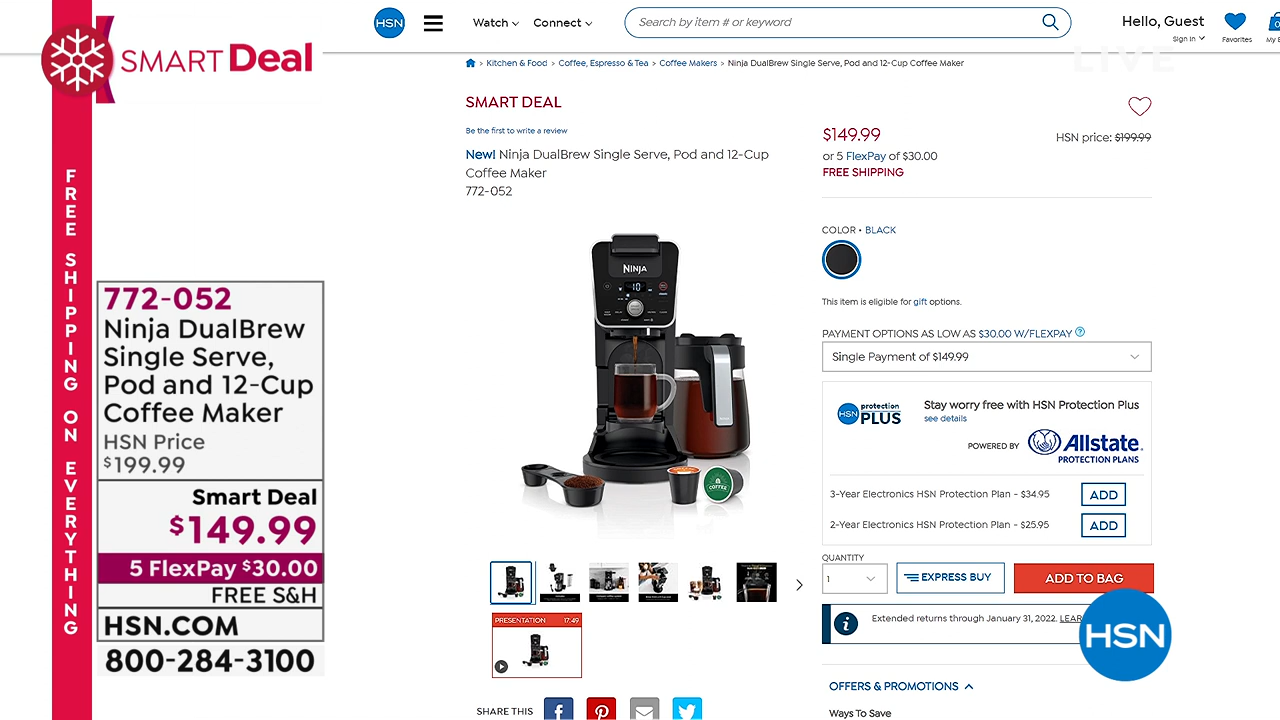 SMART Deal
FREE SHIPPING ON EVERYTHING
772-052
Ninja DualBrew
Single Serve,
Pod and 12-Cup
Coffee Maker
HSN Price
$199.99
Smart Deal
$149.99
5 FlexPay $30.00
FREE S&H
HSN.COM
800-284-3100
HSN
Watch
Connect
Search by item # or keyword
Hello, Guest
Sign In
Favorites
0
My B
LIVE
> Kitchen & Food > Coffee, Espresso & Tea > Coffee Makers > Ninja DualBrew Single Serve, Pod and 12-Cup Coffee Maker
SMART DEAL
Be the first to write a review
New! Ninja DualBrew Single Serve, Pod and 12-Cup
Coffee Maker
772-052
NINJA
10
COFFEE
PRESENTATION 17:49
SHARE THIS
$149.99
HSN price: $199.99
or 5 FlexPay of $30.00
FREE SHIPPING
COLOR • BLACK
This item is eligible for gift options.
PAYMENT OPTIONS AS LOW AS $30.00 W/FLEXPAY ?
Single Payment of $149.99
HSN protection PLUS
Stay worry free with HSN Protection Plus
see details
POWERED BY Allstate.
PROTECTION PLANS
3-Year Electronics HSN Protection Plan - $34.95 ADD
2-Year Electronics HSN Protection Plan - $25.95 ADD
QUANTITY
1
EXPRESS BUY
ADD TO BAG
i Extended returns through January 31, 2022. LEAR
HSN
OFFERS & PROMOTIONS
Ways To Save